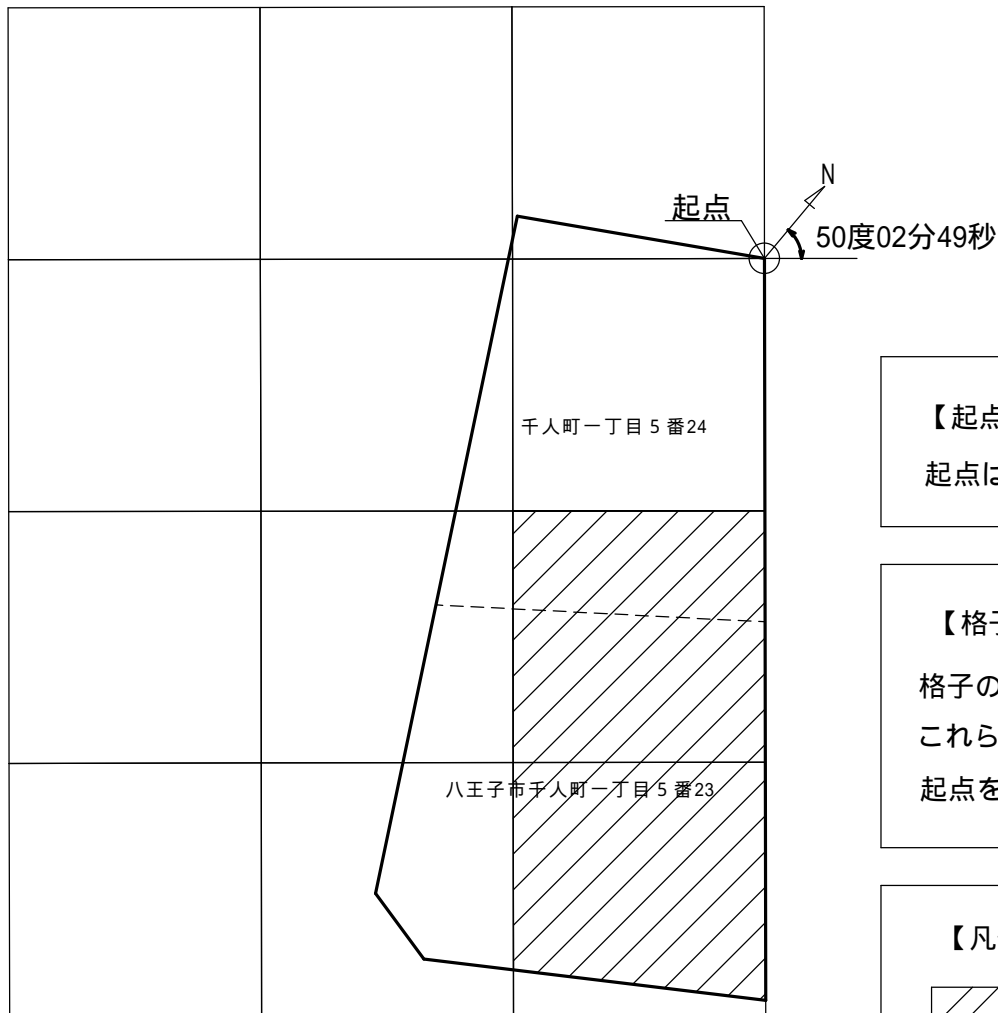 N
起点
50度02分49秒
千人町一丁目５番24
八王子市千人町一丁目５番23
【起点
起点は
【格子
格子の
これら
起点を
【凡